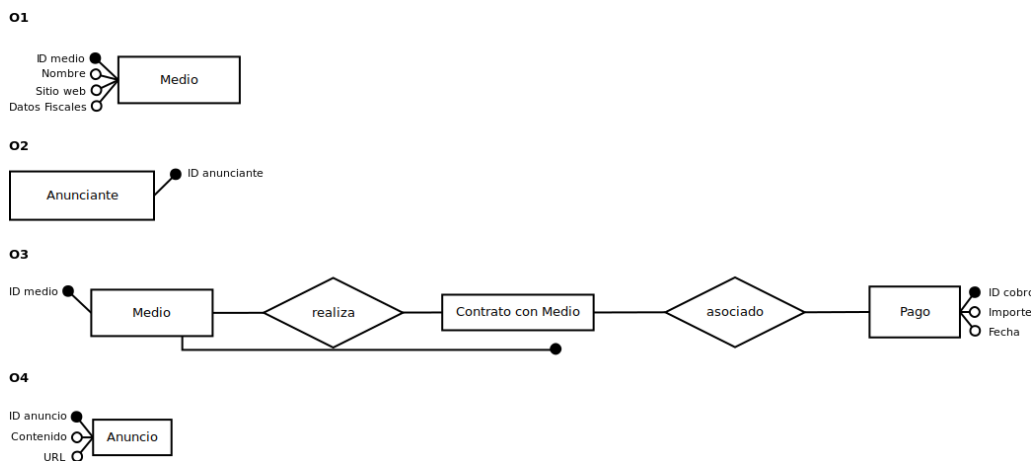 O1
ID medio
Nombre
Sitio web
Datos Fiscales
Medio
O2
Anunciante
ID anunciante
O3
ID medio
Medio
realiza
Contrato con Medio
asociado
Pago
ID cobro
Importe
Fecha
O4
ID anuncio
Contenido
URL
Anuncio